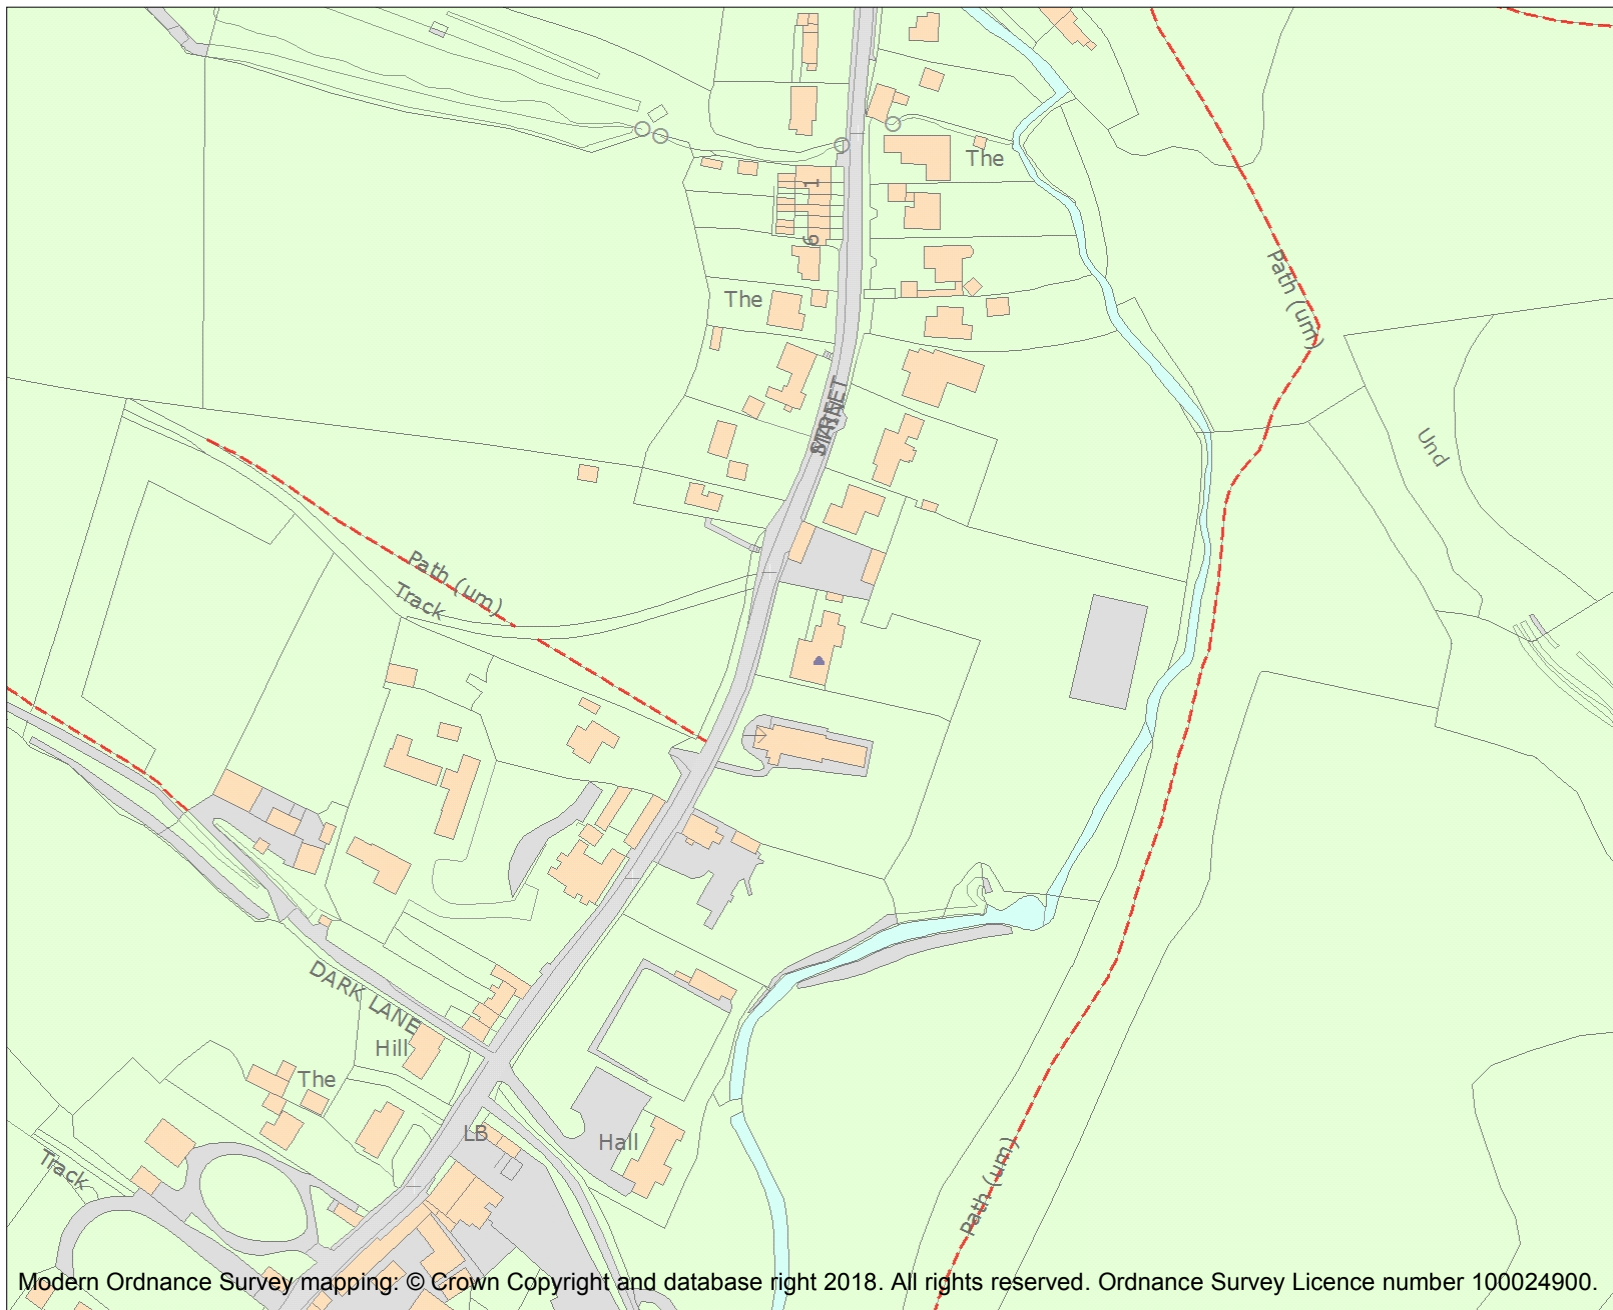 The
1
6
Path (um)
The
MARKET
Und
Path (um)
Track
DARK LANE
Hill
The
LB
Hall
Track
Path (um)
Modern Ordnance Survey mapping: © Crown Copyright and database right 2018. All rights reserved. Ordnance Survey Licence number 100024900.